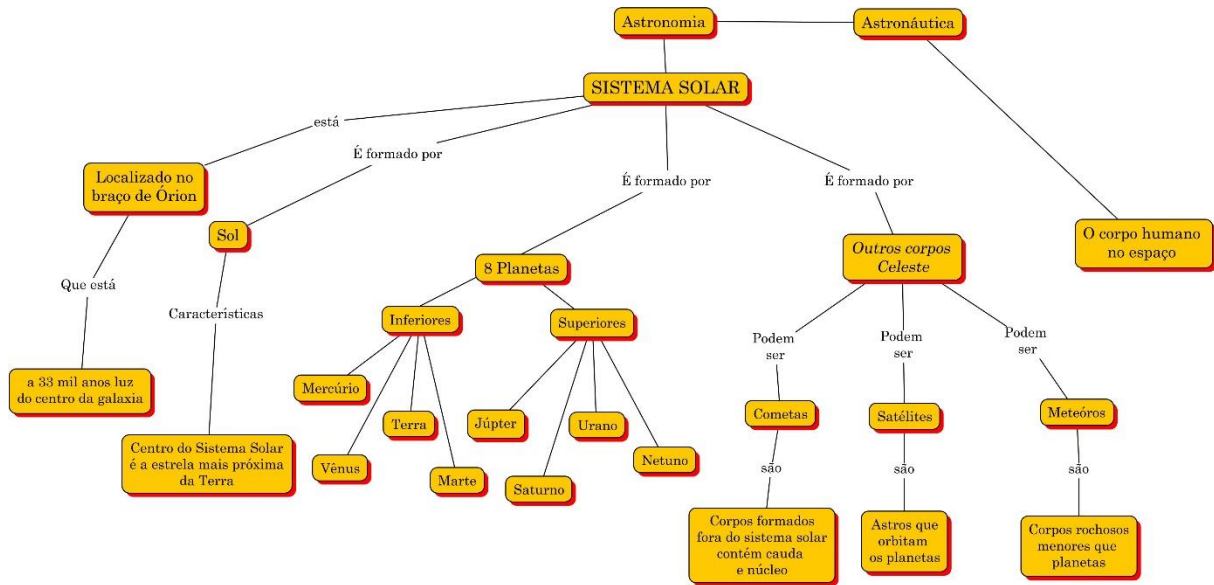 Astronomia
Astronáutica
SISTEMA SOLAR
está
É formado por
É formado por
É formado por
Localizado no
braço de Órion
Sol
8 Planetas
Outros corpos
Celeste
O corpo humano
no espaço
Que está
Características
Inferiores
Superiores
Podem
ser
Podem
ser
Podem
ser
a 33 mil anos luz
do centro da galaxia
Mercúrio
Terra
Júpter
Urano
Cometas
Satélites
Meteóros
Centro do Sistema Solar
é a estrela mais próxima
da Terra
Vênus
Marte
Saturno
Netuno
são
são
são
Corpos formados
fora do sistema solar
contém cauda
e núcleo
Astros que
orbitam
os planetas
Corpos rochosos
menores que
planetas